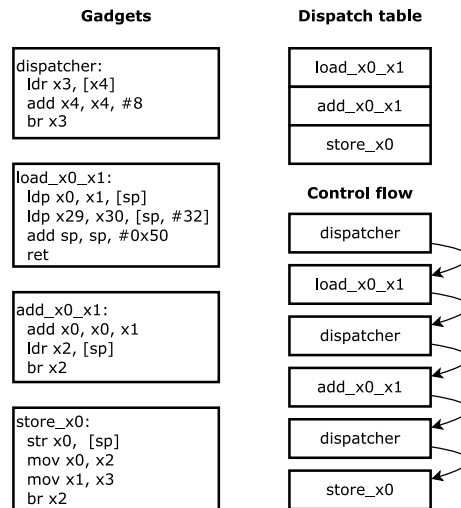 Gadgets
dispatcher:
ldr x3, [x4]
add x4, x4, #8
br x3
load_x0_x1:
ldp x0, x1, [sp]
ldp x29, x30, [sp, #32]
add sp, sp, #0x50
ret
add_x0_x1:
add x0, x0, x1
ldr x2, [sp]
br x2
store_x0:
str x0, [sp]
mov x0, x2
mov x1, x3
br x2
Dispatch table
load_x0_x1
add_x0_x1
store_x0
Control flow
dispatcher
load_x0_x1
dispatcher
add_x0_x1
dispatcher
store_x0